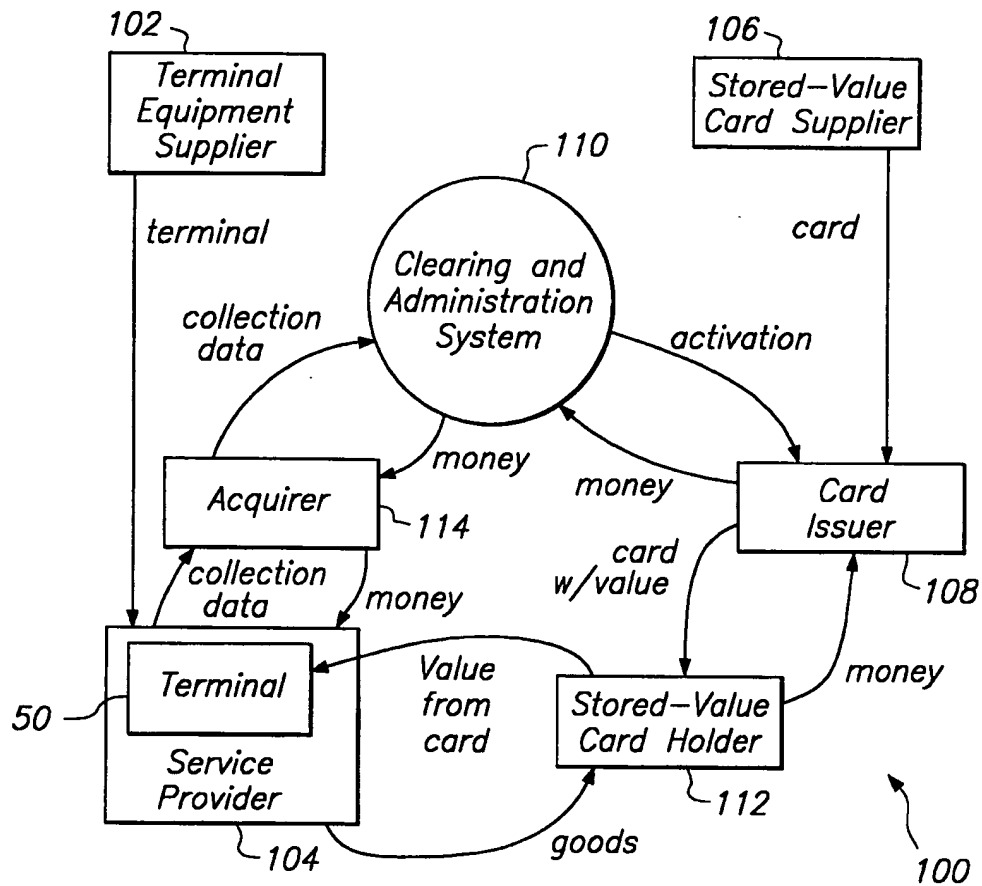 102
Terminal
Equipment
Supplier
106
Stored-Value
Card Supplier
110
terminal
card
Clearing and
Administration
System
collection
data
activation
money
money
Acquirer
114
Card
Issuer
108
collection
data
money
card
w/value
money
Terminal
50
Service
Provider
104
Value
from
card
Stored-Value
Card Holder
112
goods
100